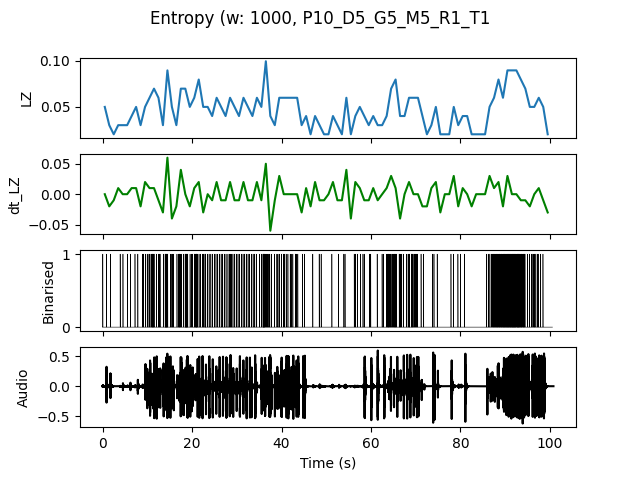 Entropy (w: 1000, P10_D5_G5_M5_R1_T1
0.10
0.05
LZ
0.05
0.00
−0.05
dt_LZ
1
0
Binarised
0.5
0.0
−0.5
Audio
0 20 40 60 80 100
Time (s)